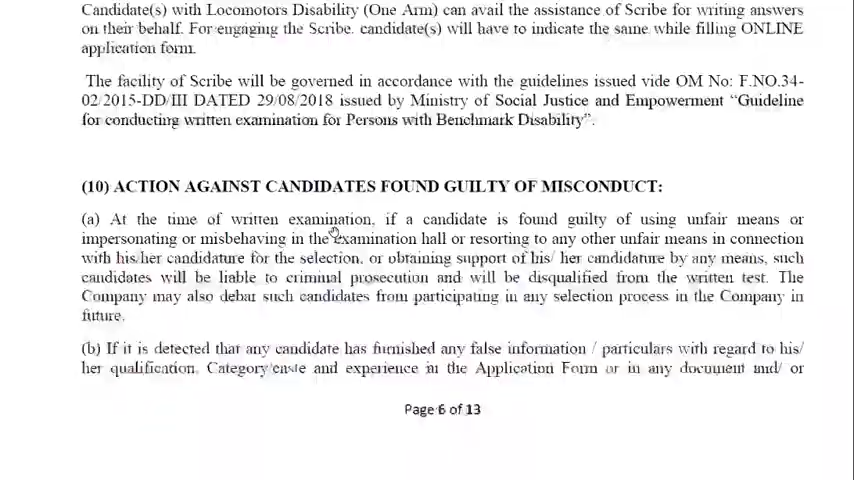 Candidate(s) with Locomotors Disability (One Arm) can avail the assistance of Scribe for writing answers
on their behalf. For engaging the Scribe. candidate(s) will have to indicate the same while filling ONLINE
application form.
The facility of Scribe will be governed in accordance with the guidelines issued vide OM No: F.NO.34-
02/2015-DD/III DATED 29/08/2018 issued by Ministry of Social Justice and Empowerment “Guideline
for conducting written examination for Persons with Benchmark Disability”.
(10) ACTION AGAINST CANDIDATES FOUND GUILTY OF MISCONDUCT:
(a) At the time of written examination, if a candidate is found guilty of using unfair means or
impersonating or misbehaving in the examination hall or resorting to any other unfair means in connection
with his/her candidature for the selection, or obtaining support of his/ her candidature by any means, such
candidates will be liable to criminal prosecution and will be disqualified from the written test. The
Company may also debar such candidates from participating in any selection process in the Company in
future.
(b) If it is detected that any candidate has furnished any false information / particulars with regard to his/
her qualification, Category/caste and experience in the Application Form or in any document and/ or
Page 6 of 13